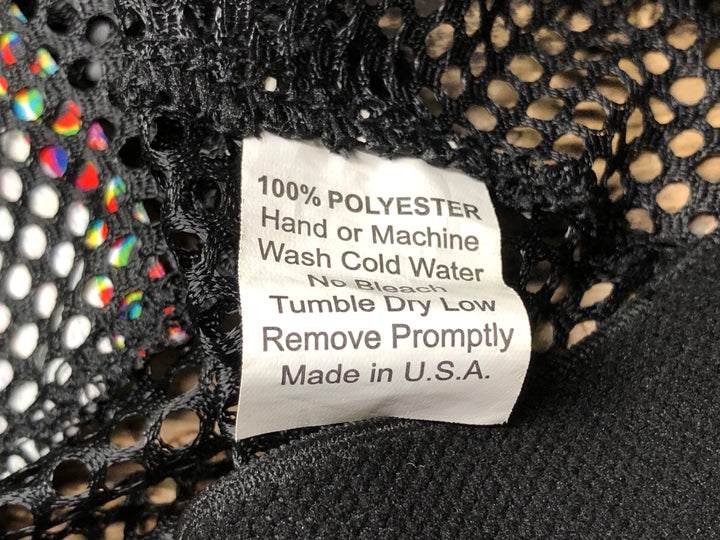 100% POLYESTER
Hand or Machine
Wash Cold Water
No Bleach
Tumble Dry Low
Remove Promptly
Made in U.S.A.